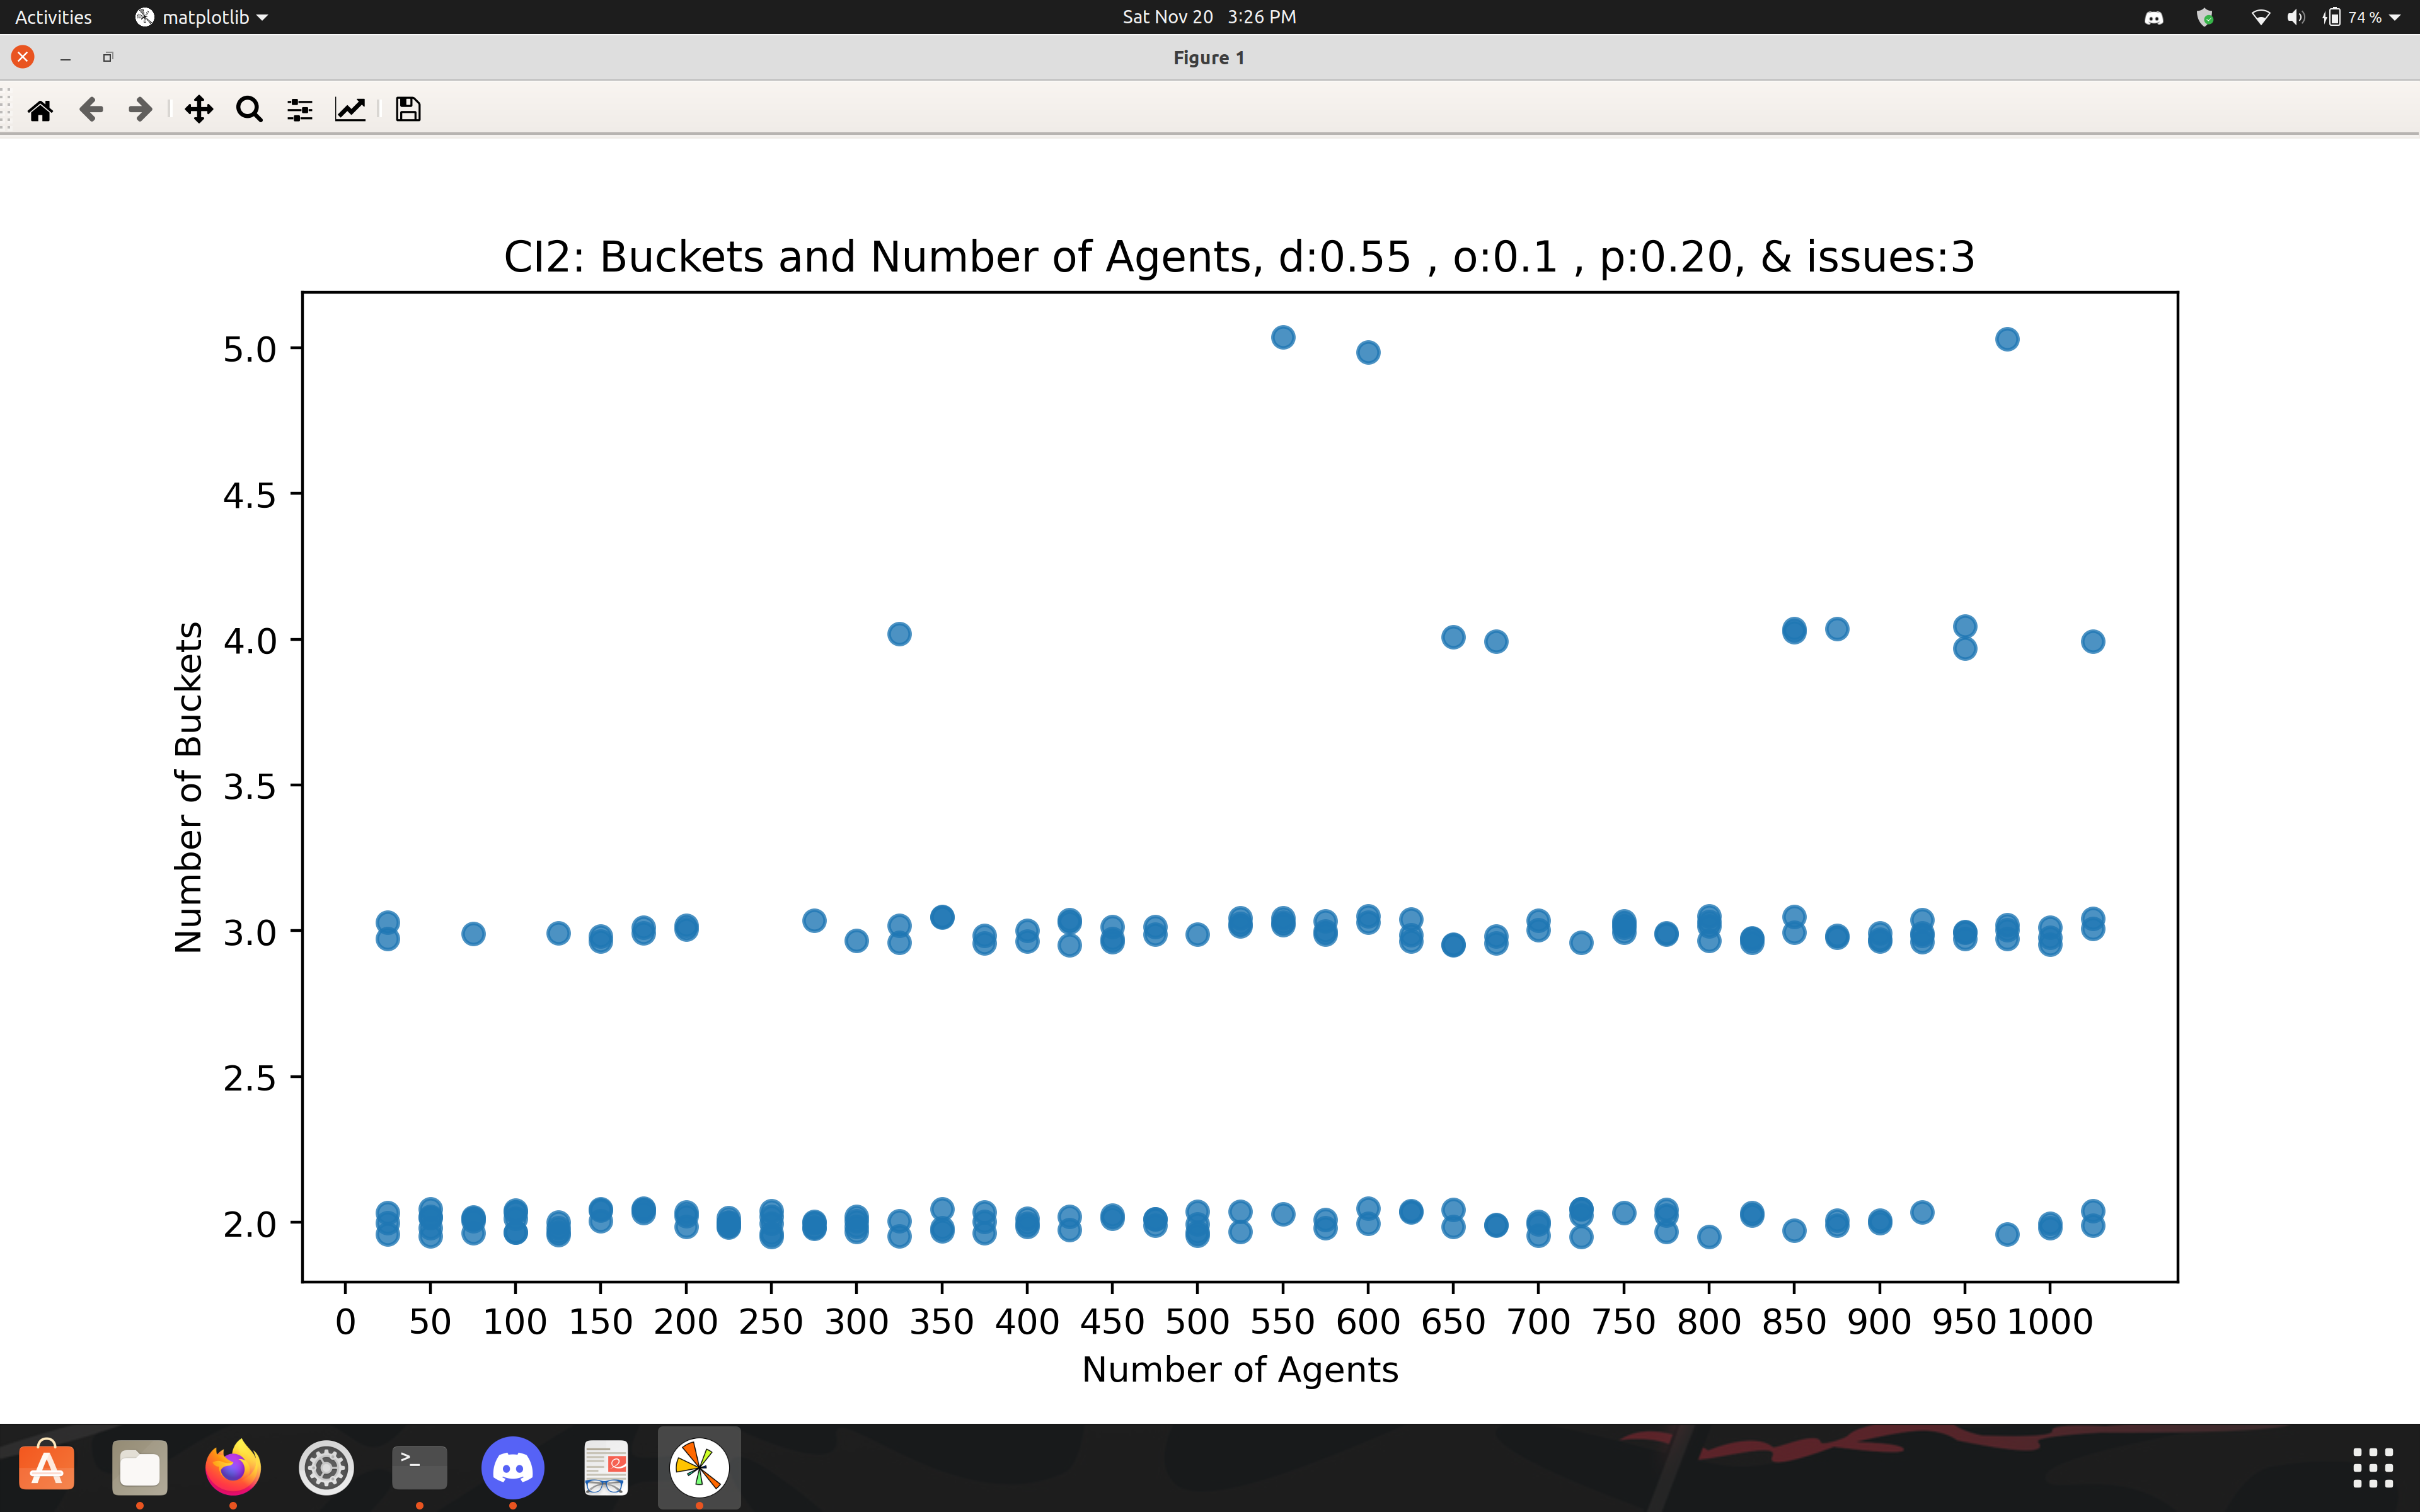 Activities matplotlib Sat Nov 20 3:26 PM 74 %
Figure 1
CI2: Buckets and Number of Agents, d:0.55 , o:0.1 , p:0.20, & issues:3
5.0
4.5
4.0
3.5
3.0
2.5
2.0
Number of Buckets
0 50 100 150 200 250 300 350 400 450 500 550 600 650 700 750 800 850 900 950 1000
Number of Agents
>_